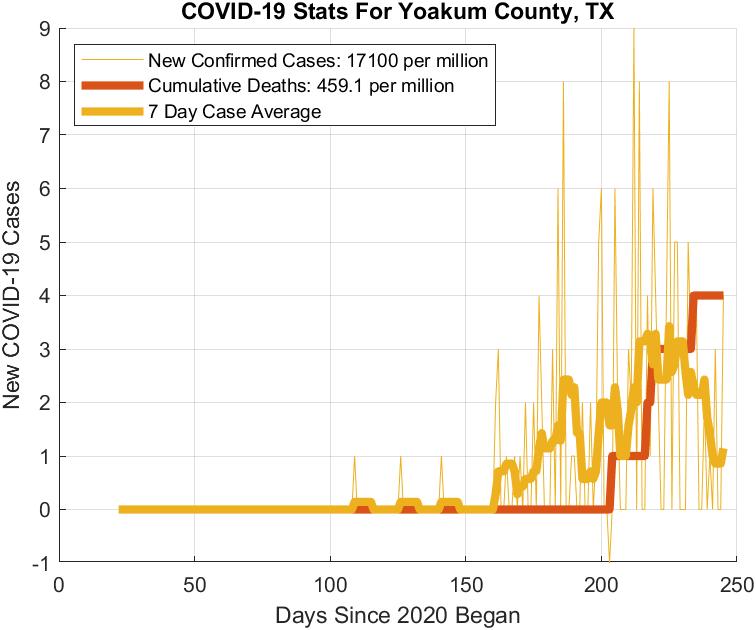 COVID-19 Stats For Yoakum County, TX
New Confirmed Cases: 17100 per million
Cumulative Deaths: 459.1 per million
7 Day Case Average
New COVID-19 Cases
9
8
7
6
5
4
3
2
1
0
-1
0 50 100 150 200 250
Days Since 2020 Began